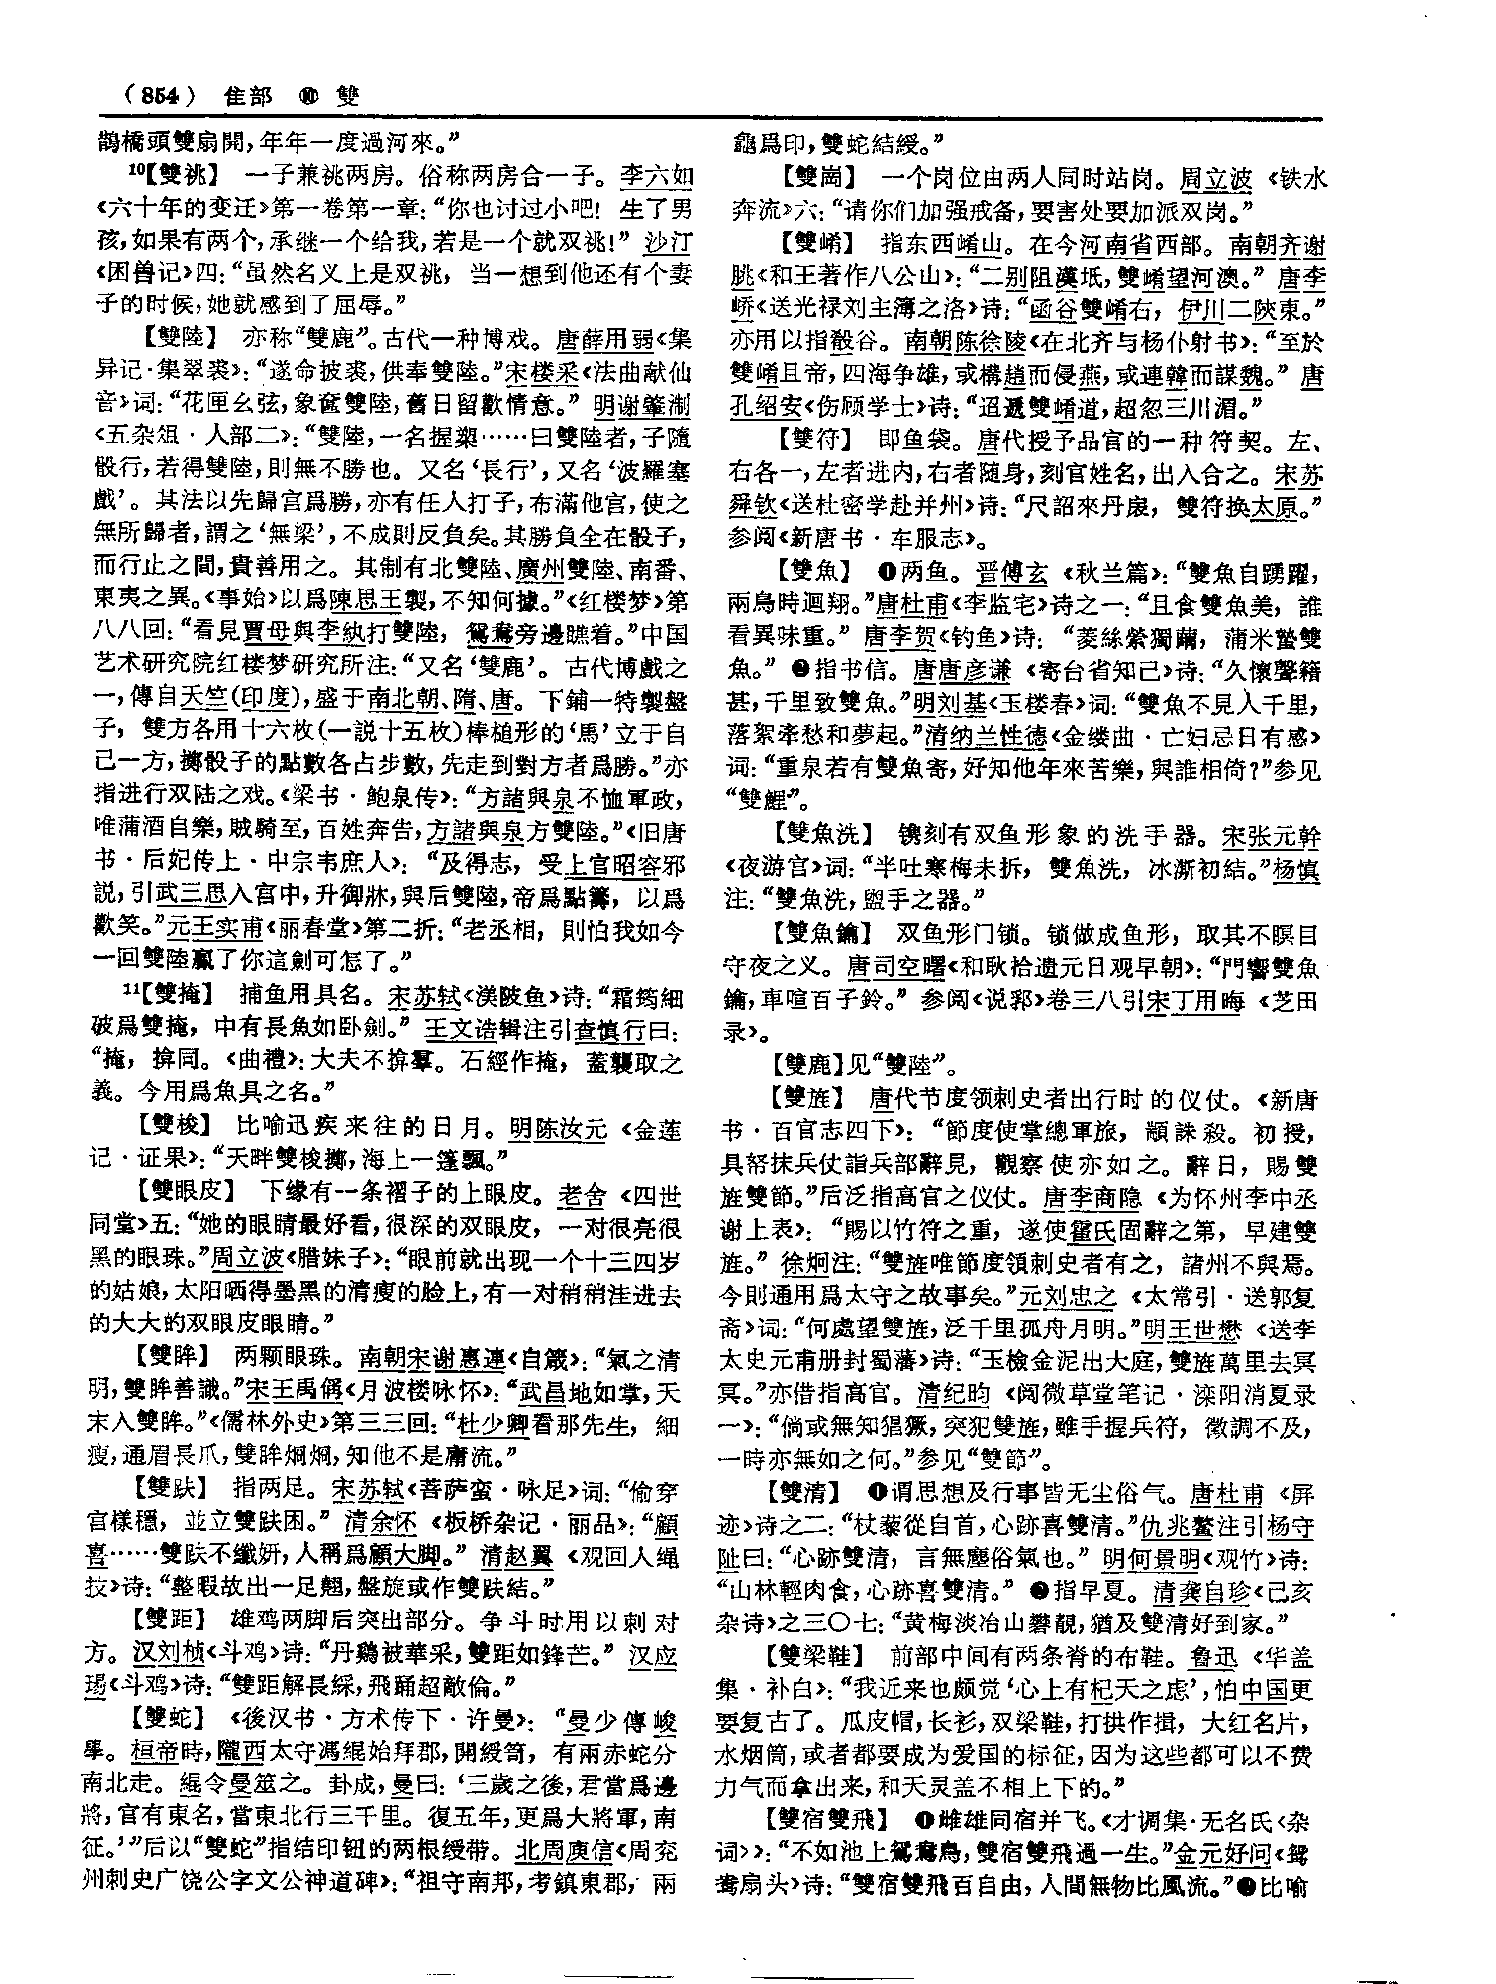 （854） 隹部 ⑩ 雙
鹊橋頭雙扇開，年年一度過河來。”
¹⁰【雙祧】 一子兼祧两房。俗称两房合一子。李六如
《六十年的变迁》第一卷第一章：“你也讨过小吧！生了男
孩，如果有两个，承继一个给我，若是一个就双祧！”沙汀
《困兽记》四：“虽然名义上是双祧，当一想到他还有个妻
子的时候，她就感到了屈辱。”
【雙陸】 亦称“雙鹿”。古代一种博戏。唐薛用弱《集
异记·集翠裘》：“遂命披裘，供奉雙陸。”宋楼采《法曲献仙
音》词：“花匣幺弦，象奩雙陸，舊日留歡情意。”明谢肇淛
《五杂俎·人部二》：“雙陸，一名握槊……曰雙陸者，子隨
骰行，若得雙陸，則無不勝也。又名‘長行’，又名‘波羅塞
戲’。其法以先歸宫爲勝，亦有任人打子，布滿他宫，使之
無所歸者，謂之‘無梁’，不成則反負矣。其勝負全在骰子，
而行止之間，貴善用之。其制有北雙陸、廣州雙陸、南番、
東夷之異。《事始》以爲陳思王製，不知何據。”《红楼梦》第
八八回：“看見賈母與李紈打雙陸，鴛鴦旁邊瞧着。”中国
艺术研究院红楼梦研究所注：“又名‘雙鹿’。古代博戲之
一，傳自天竺（印度），盛于南北朝、隋、唐。下鋪一特製盤
子，雙方各用十六枚（一説十五枚）棒槌形的‘馬’立于自
己一方，擲骰子的點數各占步數，先走到對方者爲勝。”亦
指进行双陆之戏。《梁书·鲍泉传》：“方諸與泉不恤軍政，
唯蒲酒自樂，賊騎至，百姓奔告，方諸與泉方雙陸。”《旧唐
书·后妃传上·中宗韦庶人》：“及得志，受上官昭容邪
説，引武三思入宫中，升御牀，與后雙陸，帝爲點籌，以爲
歡笑。”元王实甫《丽春堂》第二折：“老丞相，則怕我如今
一回雙陸赢了你這劍可怎了。”
¹¹【雙掩】 捕鱼用具名。宋苏轼《渼陂鱼》诗：“霜筠細
破爲雙掩，中有長魚如卧劍。”王文诰辑注引查慎行曰：
“掩，揜同。《曲禮》：大夫不揜羣。石經作掩，蓋襲取之
義。今用爲魚具之名。”
【雙梭】 比喻迅疾来往的日月。明陈汝元《金莲
记·证果》：“天畔雙梭擲，海上一篷飄。”
【雙眼皮】 下缘有一条褶子的上眼皮。老舍《四世
同堂》五：“她的眼睛最好看，很深的双眼皮，一对很亮很
黑的眼珠。”周立波《腊妹子》：“眼前就出现一个十三四岁
的姑娘，太阳晒得墨黑的清瘦的脸上，有一对稍稍洼进去
的大大的双眼皮眼睛。”
【雙眸】 两颗眼珠。南朝宋谢惠連《自箴》：“氣之清
明，雙眸善識。”宋王禹偁《月波楼咏怀》：“武昌地如掌，天
末入雙眸。”《儒林外史》第三三回：“杜少卿看那先生，細
瘦，通眉長爪，雙眸炯炯，知他不是庸流。”
【雙趺】 指两足。宋苏轼《菩萨蛮·咏足》词：“偷穿
宫樣穩，並立雙趺困。”清余怀《板桥杂记·丽品》：“顧
喜……雙趺不纖妍，人稱爲顧大脚。”清赵翼《观回人绳
技》诗：“整暇故出一足翹，盤旋或作雙趺結。”
【雙距】 雄鸡两脚后突出部分。争斗时用以刺对
方。汉刘桢《斗鸡》诗：“丹鷄被華采，雙距如鋒芒。”汉应
玚《斗鸡》诗：“雙距解長緤，飛踊超敵倫。”
【雙蛇】 《後汉书·方术传下·许曼》：“曼少傳峻
學。桓帝時，隴西太守馮緄始拜郡，開綬笥，有兩赤蛇分
南北走。緄令曼筮之。卦成，曼曰：‘三歲之後，君當爲邊
將，官有東名，當東北行三千里。復五年，更爲大將軍，南
征。’”后以“雙蛇”指结印钮的两根绶带。北周庾信《周兖
州刺史广饶公宇文公神道碑》：“祖守南邦，考鎮東郡，兩
龜爲印，雙蛇結綬。”
【雙崗】 一个岗位由两人同时站岗。周立波《铁水
奔流》六：“请你们加强戒备，要害处要加派双岗。”
【雙崤】 指东西崤山。在今河南省西部。南朝齐谢
朓《和王著作八公山》：“二别阻漢坻，雙崤望河澳。”唐李
峤《送光禄刘主簿之洛》诗：“函谷雙崤右，伊川二陜東。”
亦用以指殽谷。南朝陈徐陵《在北齐与杨仆射书》：“至於
雙崤且帝，四海争雄，或構趙而侵燕，或連韓而謀魏。”唐
孔绍安《伤顾学士》诗：“迢遞雙崤道，超忽三川湄。”
【雙符】 即鱼袋。唐代授予品官的一种符契。左、
右各一，左者进内，右者随身，刻官姓名，出入合之。宋苏
舜钦《送杜密学赴并州》诗：“尺詔來丹扆，雙符换太原。”
参阅《新唐书·车服志》。
【雙魚】 ❶两鱼。晋傅玄《秋兰篇》：“雙魚自踴躍，
兩鳥時迴翔。”唐杜甫《李监宅》诗之一：“且食雙魚美，誰
看異味重。”唐李贺《钓鱼》诗：“菱絲縈獨繭，蒲米蟄雙
魚。”❷指书信。唐唐彦谦《寄台省知己》诗：“久懷聲籍
甚，千里致雙魚。”明刘基《玉楼春》词：“雙魚不見入千里，
落絮牽愁和夢起。”清纳兰性德《金缕曲·亡妇忌日有感》
词：“重泉若有雙魚寄，好知他年來苦樂，與誰相倚？”参见
“雙鯉”。
【雙魚洗】 镌刻有双鱼形象的洗手器。宋张元幹
《夜游宫》词：“半吐寒梅未拆，雙魚洗，冰澌初結。”杨慎
注：“雙魚洗，盥手之器。”
【雙魚鑰】 双鱼形门锁。锁做成鱼形，取其不瞑目
守夜之义。唐司空曙《和耿拾遗元日观早朝》：“門響雙魚
鑰，車喧百子鈴。”参阅《说郛》卷三八引宋丁用晦《芝田
录》。
【雙鹿】见“雙陸”。
【雙旌】 唐代节度领刺史者出行时的仪仗。《新唐
书·百官志四下》：“節度使掌總軍旅，顓誅殺。初授，
具帑抹兵仗詣兵部辭見，觀察使亦如之。辭日，賜雙
旌雙節。”后泛指高官之仪仗。唐李商隐《为怀州李中丞
谢上表》：“賜以竹符之重，遂使霍氏固辭之第，早建雙
旌。”徐炯注：“雙旌唯節度領刺史者有之，諸州不與焉。
今則通用爲太守之故事矣。”元刘忠之《太常引·送郭复
斋》词：“何處望雙旌，泛千里孤舟月明。”明王世懋《送李
太史元甫册封蜀藩》诗：“玉檢金泥出大庭，雙旌萬里去冥
冥。”亦借指高官。清纪昀《阅微草堂笔记·滦阳消夏录
一》：“倘或無知猖獗，突犯雙旌，雖手握兵符，徵調不及，
一時亦無如之何。”参见“雙節”。
【雙清】 ❶谓思想及行事皆无尘俗气。唐杜甫《屏
迹》诗之二：“杖藜從白首，心跡喜雙清。”仇兆鳌注引杨守
阯曰：“心跡雙清，言無塵俗氣也。”明何景明《观竹》诗：
“山林輕肉食，心跡喜雙清。”❷指早夏。清龚自珍《己亥
杂诗》之三〇七：“黄梅淡冶山礬靚，猶及雙清好到家。”
【雙梁鞋】 前部中间有两条脊的布鞋。鲁迅《华盖
集·补白》：“我近来也颇觉‘心上有杞天之虑’，怕中国更
要复古了。瓜皮帽，长衫，双梁鞋，打拱作揖，大红名片，
水烟筒，或者都要成为爱国的标征，因为这些都可以不费
力气而拿出来，和天灵盖不相上下的。”
【雙宿雙飛】 ❶雌雄同宿并飞。《才调集·无名氏〈杂
词〉》：“不如池上鴛鴦鳥，雙宿雙飛過一生。”金元好问《鸳
鸯扇头》诗：“雙宿雙飛百自由，人間無物比風流。”❷比喻